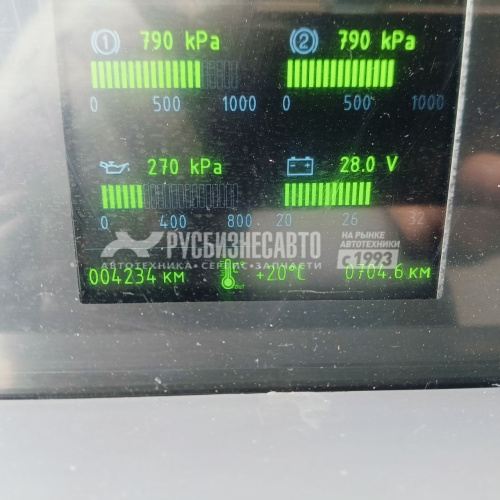 1 790 kPa 2 790 kPa
0 500 1000 0 500 1000
270 kPa 28.0 V
0 400 800 20 26 32
РУСБИЗНЕСАВТО НА РЫНКЕ
АВТОТЕХНИКИ
АВТОТЕХНИКА • СЕРВИС • ЗАПЧАСТИ С 1993
004234 км out +20°C 0704.6 км